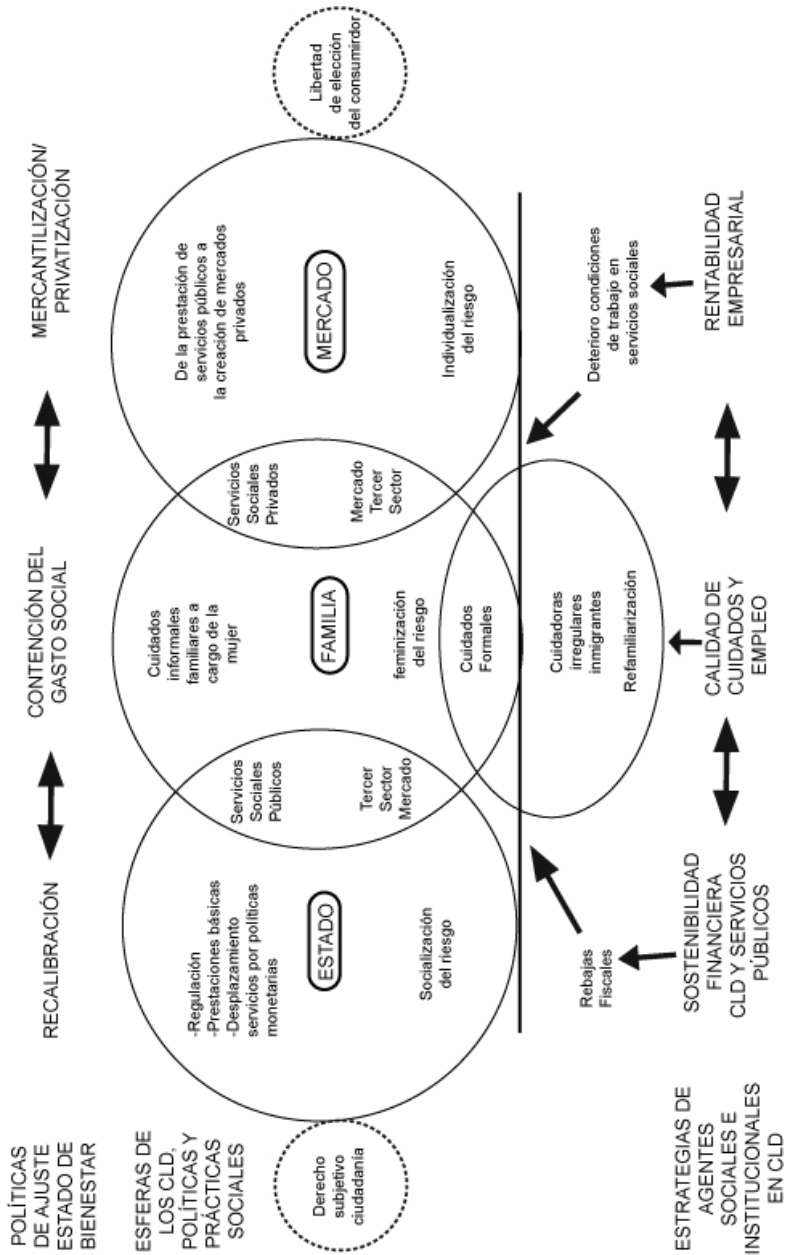 POLÍTICAS
DE AJUSTE
ESTADO DE
BIENESTAR
RECALIBRACIÓN
CONTENCIÓN DEL
GASTO SOCIAL
MERCANTILIZACIÓN/
PRIVATIZACIÓN
ESFERAS DE
LOS CLD,
POLÍTICAS Y
PRÁCTICAS
SOCIALES
Derecho
subjetivo
ciudadanía
-Regulación
-Prestaciones básicas
-Desplazamiento
servicios por políticas
monetarias
ESTADO
Socialización
del riesgo
Servicios
Sociales
Públicos
Tercer
Sector
Mercado
Cuidados
informales
familiares a
cargo de la
mujer
FAMILIA
feminización
del riesgo
Cuidados
Formales
Servicios
Sociales
Privados
Mercado
Tercer
Sector
De la prestación de
servicios públicos a
la creación de mercados
privados
MERCADO
Individualización
del riesgo
Libertad
de elección
del consumirdor
Rebajas
Fiscales
Cuidadoras
irregulares
inmigrantes
Refamiliarización
Deterioro condiciones
de trabajo en
servicios sociales
ESTRATEGIAS DE
AGENTES
SOCIALES E
INSTITUCIONALES
EN CLD
SOSTENIBILIDAD
FINANCIERA
CLD Y SERVICIOS
PÚBLICOS
CALIDAD DE
CUIDADOS Y
EMPLEO
RENTABILIDAD
EMPRESARIAL